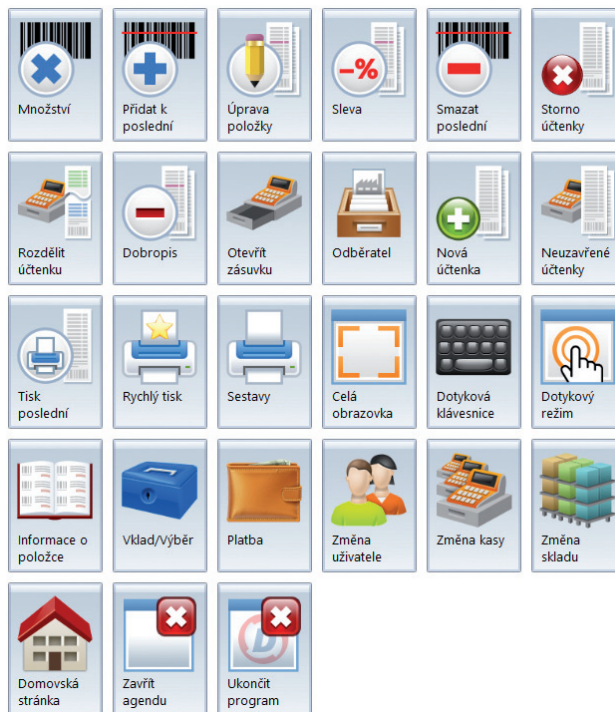 Množství
Přidat k
poslední
Úprava
položky
-%
Sleva
Smazat
poslední
Storno
účtenky
Rozdělit
účtenku
Dobropis
Otevřít
zásuvku
Odběratel
Nová
účtenka
Neuzavřené
účtenky
Tisk
poslední
Rychlý tisk
Sestavy
Celá
obrazovka
Dotyková
klávesnice
Dotykový
režim
Informace o
položce
Vklad/Výběr
Platba
Změna
uživatele
Změna kasy
Změna
skladu
Domovská
stránka
Zavřít
agendu
Ukončit
program